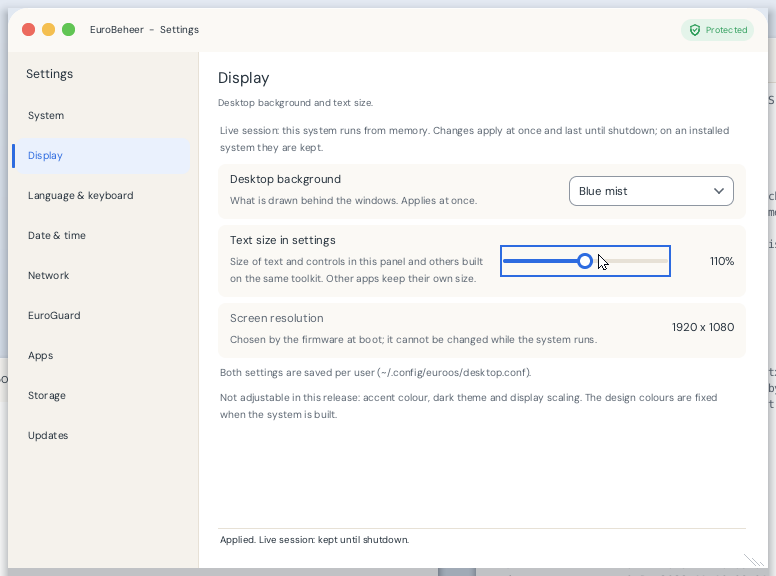 EuroBeheer - Settings
Protected
Settings
System
Display
Language & keyboard
Date & time
Network
EuroGuard
Apps
Storage
Updates
Display
Desktop background and text size.
Live session: this system runs from memory. Changes apply at once and last until shutdown; on an installed
system they are kept.
Desktop background
What is drawn behind the windows. Applies at once.
Blue mist
Text size in settings
Size of text and controls in this panel and others built
on the same toolkit. Other apps keep their own size.
110%
Screen resolution
Chosen by the firmware at boot; it cannot be changed while the system runs.
1920 x 1080
Both settings are saved per user (~/.config/euroos/desktop.conf).
Not adjustable in this release: accent colour, dark theme and display scaling. The design colours are fixed
when the system is built.
Applied. Live session: kept until shutdown.